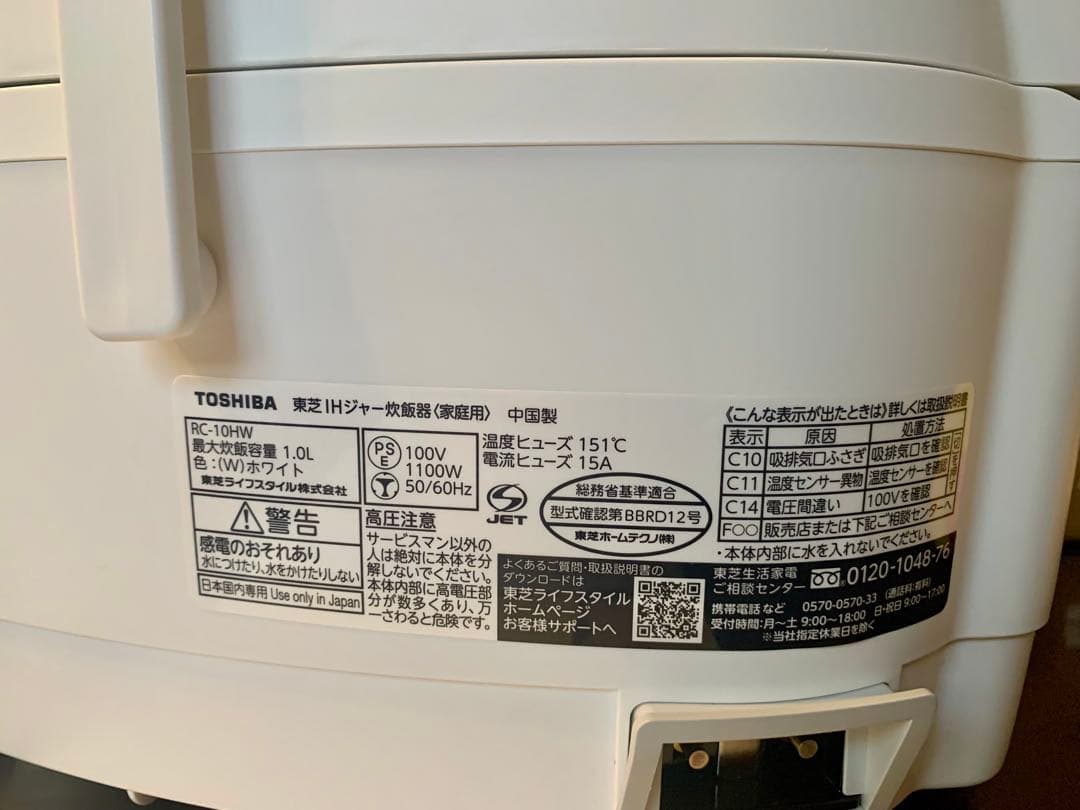 TOSHIBA 東芝IHジャー炊飯器〈家庭用〉 中国製
RC-10HW
最大炊飯容量 1.0L
色：(W)ホワイト
東芝ライフスタイル株式会社
PS
E
100V
1100W
50/60Hz
温度ヒューズ 151℃
電流ヒューズ 15A
JET
総務省基準適合
型式確認第BBRD12号
東芝ホームテクノ(株)
警告
感電のおそれあり
水につけたり、水をかけたりしない
日本国内専用 Use only in Japan
高圧注意
サービスマン以外の
人は絶対に本体を分
解しないでください。
本体内部に高電圧部
分が数多くあり、万
一さわると危険です。
よくあるご質問・取扱説明書の
ダウンロードは
東芝ライフスタイル
ホームページ
お客様サポートへ
《こんな表示が出たときは》詳しくは取扱説明書
表示 原因 処置方法
C10 吸排気口ふさぎ 吸排気口を確認
C11 温度センサー異物 温度センサーを確認
C14 電圧間違い 100Vを確認
F○○ 販売店または下記ご相談センターへ
・本体内部に水を入れないでください。
東芝生活家電
ご相談センター 0120-1048-76
携帯電話など 0570-0570-33 (通話料：有料)
受付時間：月～土 9:00～18:00 日・祝日 9:00～17:00
※当社指定休業日を除く